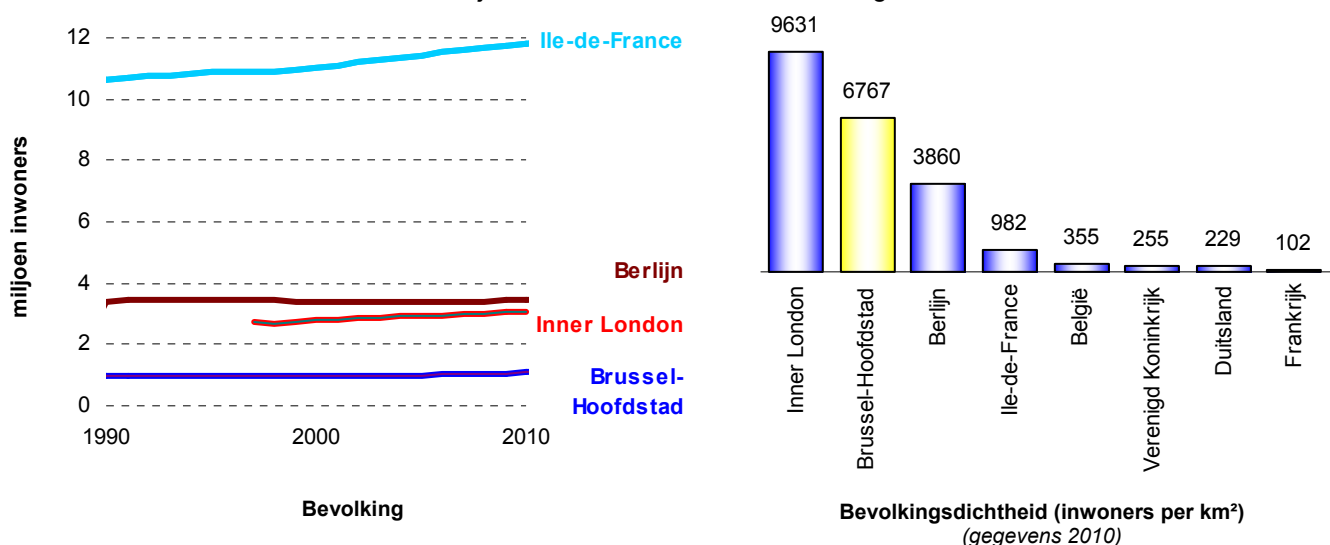 miljoen inwoners
12
10
8
6
4
2
0
1990
2000
2010
Ile-de-France
Berlijn
Inner London
Brussel-
Hoofdstad
Bevolking
9631
6767
3860
982
355
255
229
102
Inner London
Brussel-Hoofdstad
Berlijn
Ile-de-France
België
Verenigd Koninkrijk
Duitsland
Frankrijk
Bevolkingsdichtheid (inwoners per km²)
(gegevens 2010)